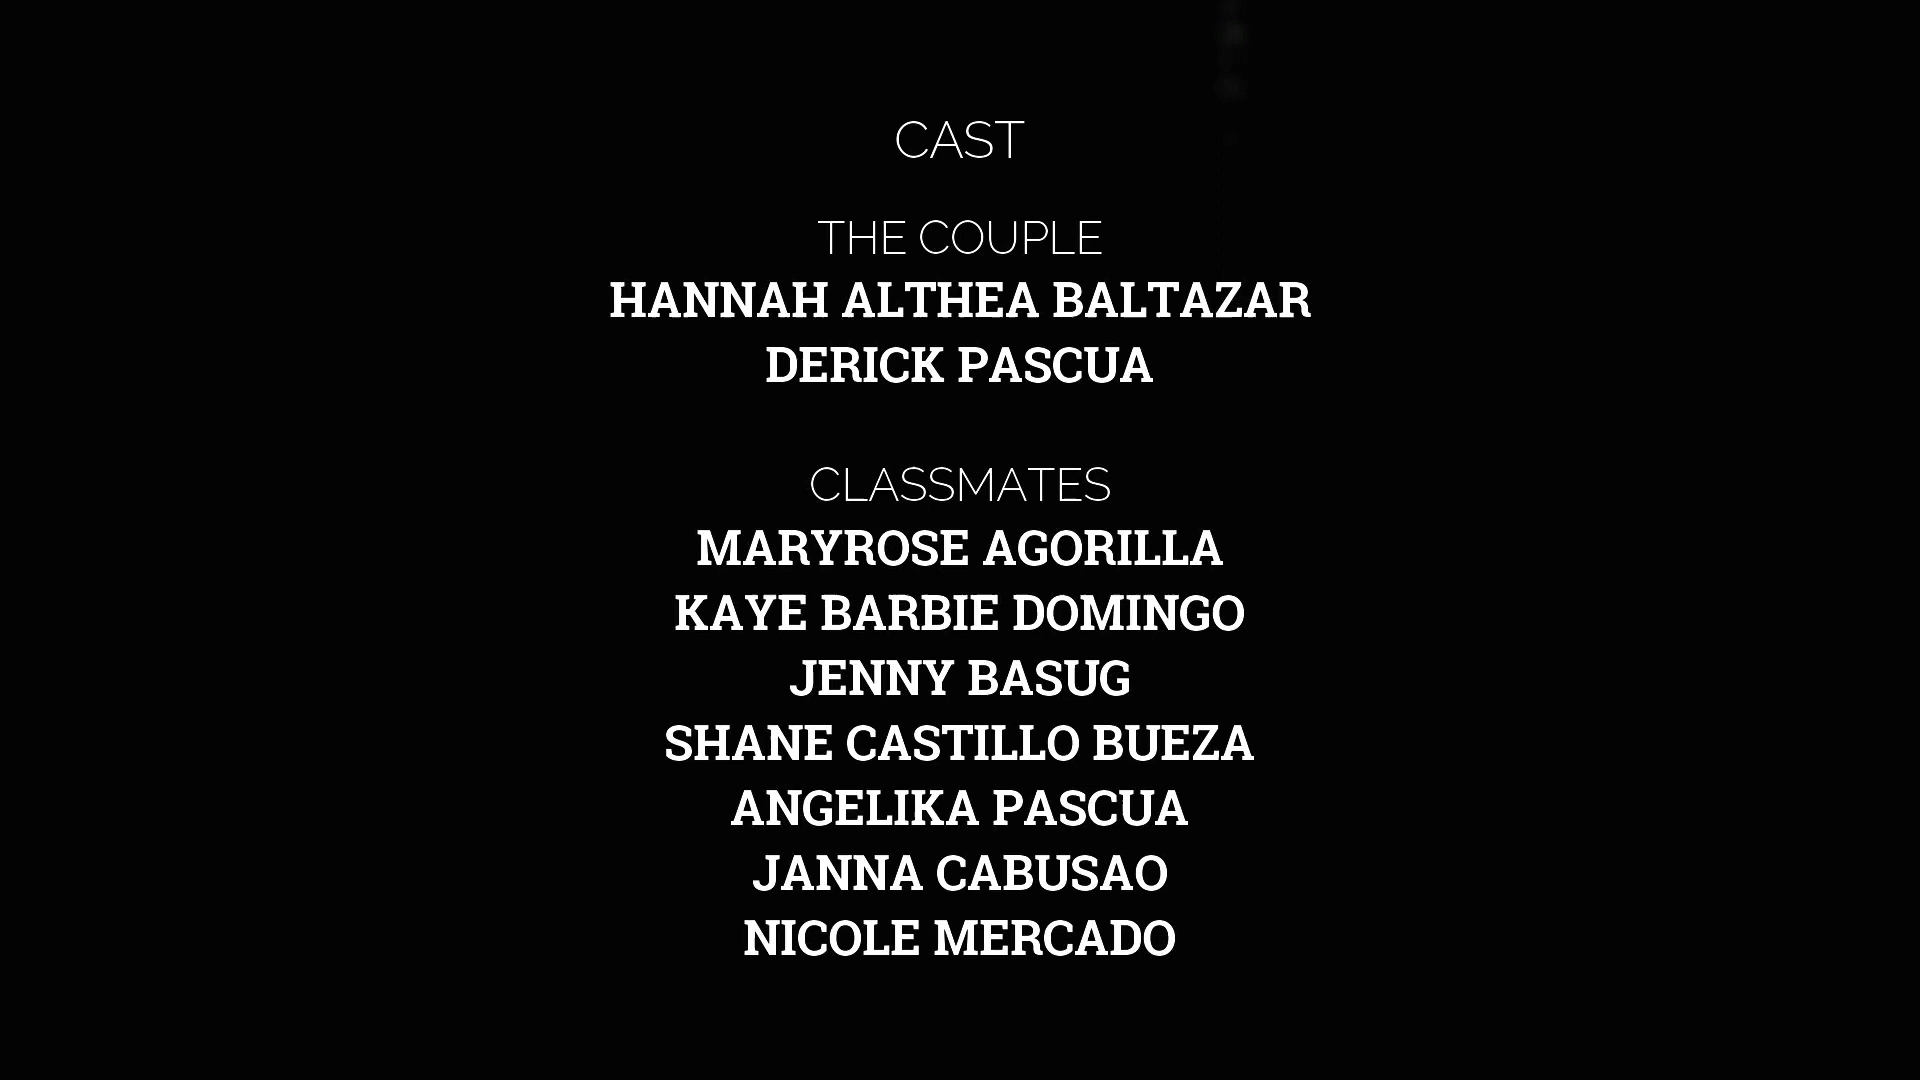 CAST
THE COUPLE
HANNAH ALTHEA BALTAZAR
DERICK PASCUA
CLASSMATES
MARYROSE AGORILLA
KAYE BARBIE DOMINGO
JENNY BASUG
SHANE CASTILLO BUEZA
ANGELIKA PASCUA
JANNA CABUSAO
NICOLE MERCADO